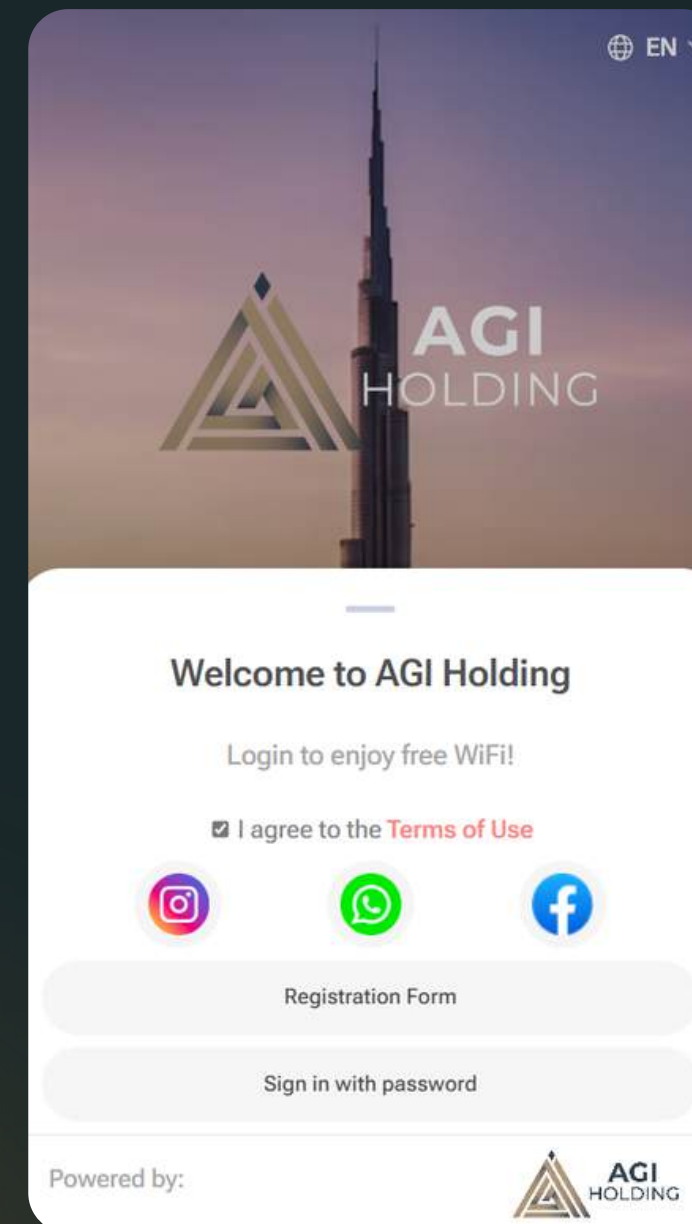 EN
AGI
HOLDING
Welcome to AGI Holding
Login to enjoy free WiFi!
I agree to the Terms of Use
Registration Form
Sign in with password
Powered by:
AGI
HOLDING